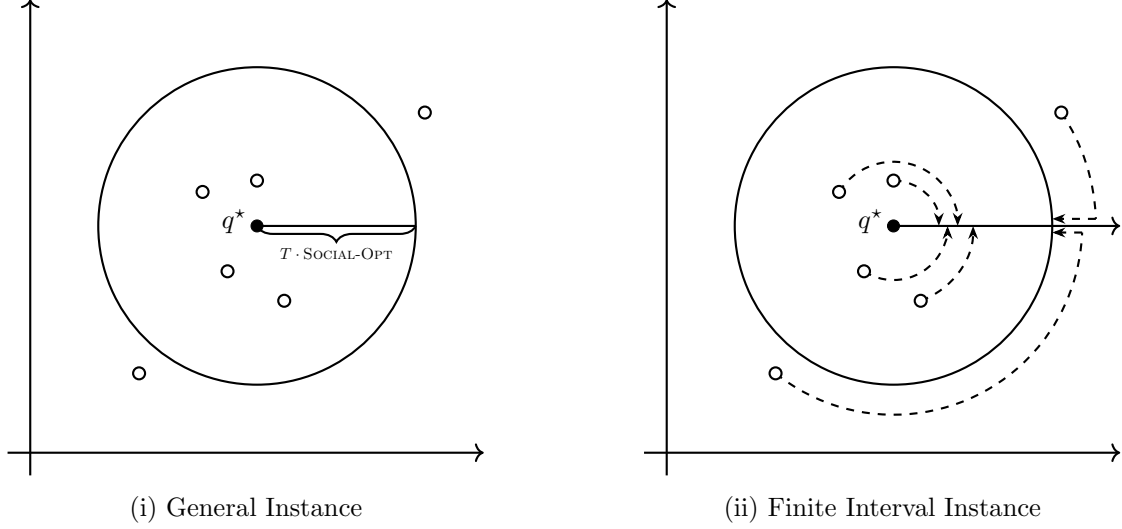 q⋆
T · SOCIAL-OPT
q⋆
(i) General Instance
(ii) Finite Interval Instance